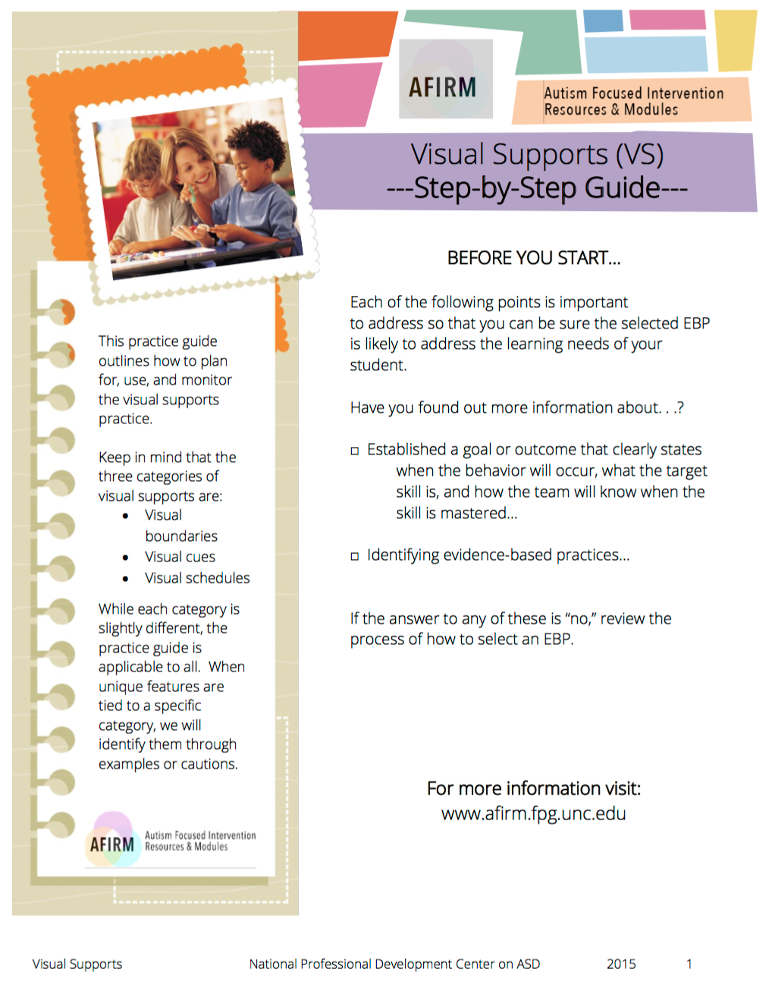 AFIRM
Autism Focused Intervention
Resources & Modules
Visual Supports (VS)
---Step-by-Step Guide---
This practice guide
outlines how to plan
for, use, and monitor
the visual supports
practice.
Keep in mind that the
three categories of
visual supports are:
• Visual
boundaries
• Visual cues
• Visual schedules
While each category is
slightly different, the
practice guide is
applicable to all. When
unique features are
tied to a specific
category, we will
identify them through
examples or cautions.
AFIRM
Autism Focused Intervention
Resources & Modules
BEFORE YOU START...
Each of the following points is important
to address so that you can be sure the selected EBP
is likely to address the learning needs of your
student.
Have you found out more information about. . .?
□ Established a goal or outcome that clearly states
when the behavior will occur, what the target
skill is, and how the team will know when the
skill is mastered...
□ Identifying evidence-based practices...
If the answer to any of these is “no,” review the
process of how to select an EBP.
For more information visit:
www.afirm.fpg.unc.edu
Visual Supports National Professional Development Center on ASD 2015 1